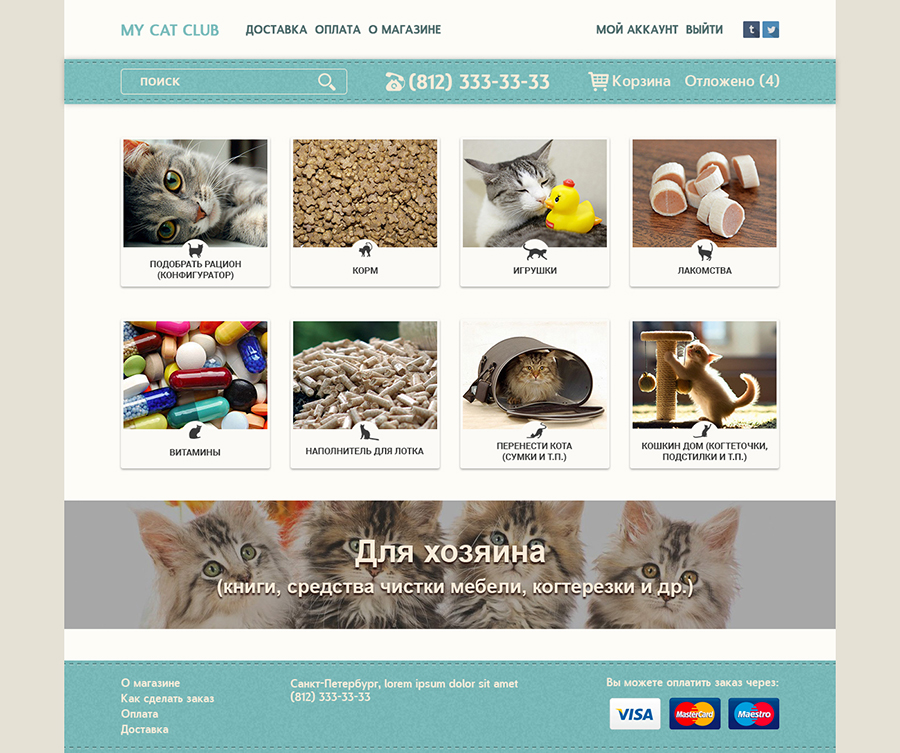 MY CAT CLUB
ДОСТАВКА ОПЛАТА О МАГАЗИНЕ
МОЙ АККАУНТ ВЫЙТИ
t
ПОИСК
(812) 333-33-33
Корзина
Отложено (4)
ПОДОБРАТЬ РАЦИОН
(КОНФИГУРАТОР)
КОРМ
ИГРУШКИ
ЛАКОМСТВА
ВИТАМИНЫ
НАПОЛНИТЕЛЬ ДЛЯ ЛОТКА
ПЕРЕНЕСТИ КОТА
(СУМКИ И Т.П.)
КОШКИН ДОМ (КОГТЕТОЧКИ,
ПОДСТИЛКИ И Т.П.)
Для хозяина
(книги, средства чистки мебели, когтерезки и др.)
О магазине
Как сделать заказ
Оплата
Доставка
Санкт-Петербург, lorem ipsum dolor sit amet
(812) 333-33-33
Вы можете оплатить заказ через:
VISA
MasterCard
Maestro